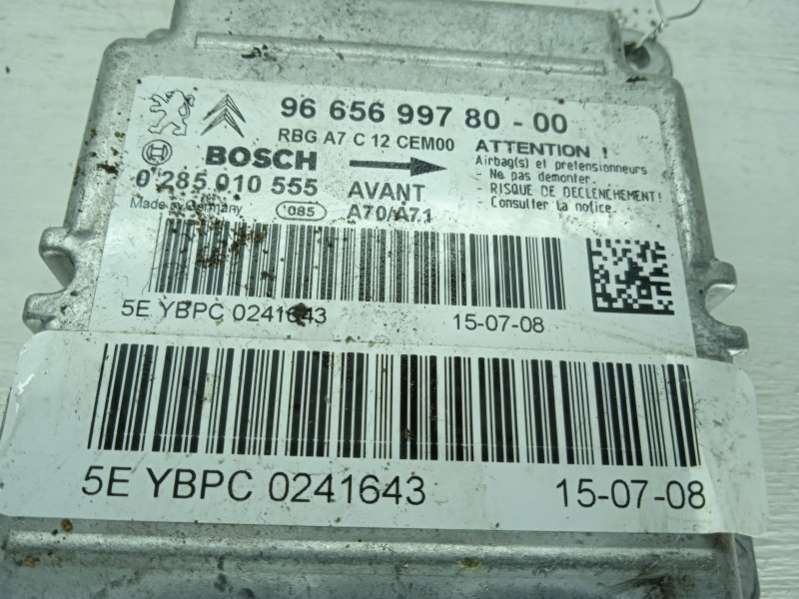 96 656 997 80 - 00
RBG A7 C 12 CEM00
BOSCH
0 285 010 555
AVANT
Made in Germany
085
A70/A71
ATTENTION !
Airbag(s) et pretensionneurs
- Ne pas demonter.
- RISQUE DE DECLENCHEMENT!
Consulter la notice.
5E YBPC 0241643
15-07-08
5E YBPC 0241643
15-07-08